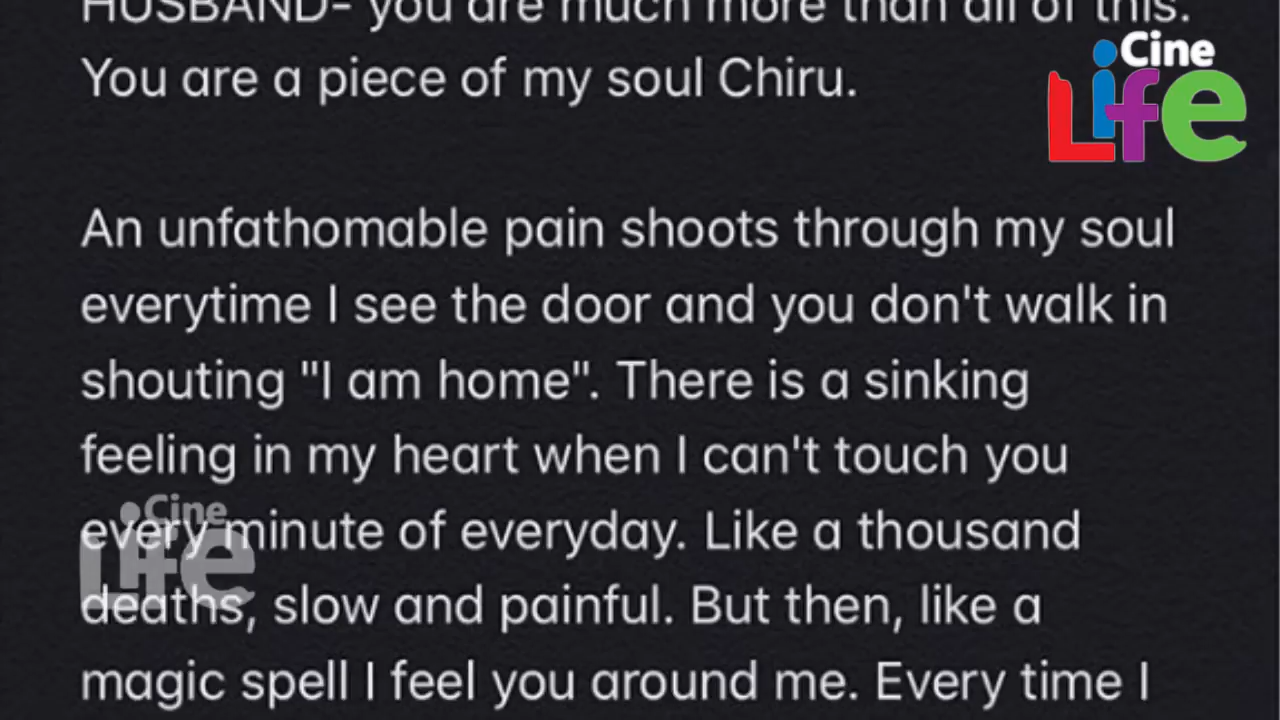 HUSBAND- you are much more than all of this.
You are a piece of my soul Chiru.
Cine
Life
An unfathomable pain shoots through my soul
everytime I see the door and you don't walk in
shouting "I am home". There is a sinking
feeling in my heart when I can't touch you
Cine
Life
every minute of everyday. Like a thousand
deaths, slow and painful. But then, like a
magic spell I feel you around me. Every time I